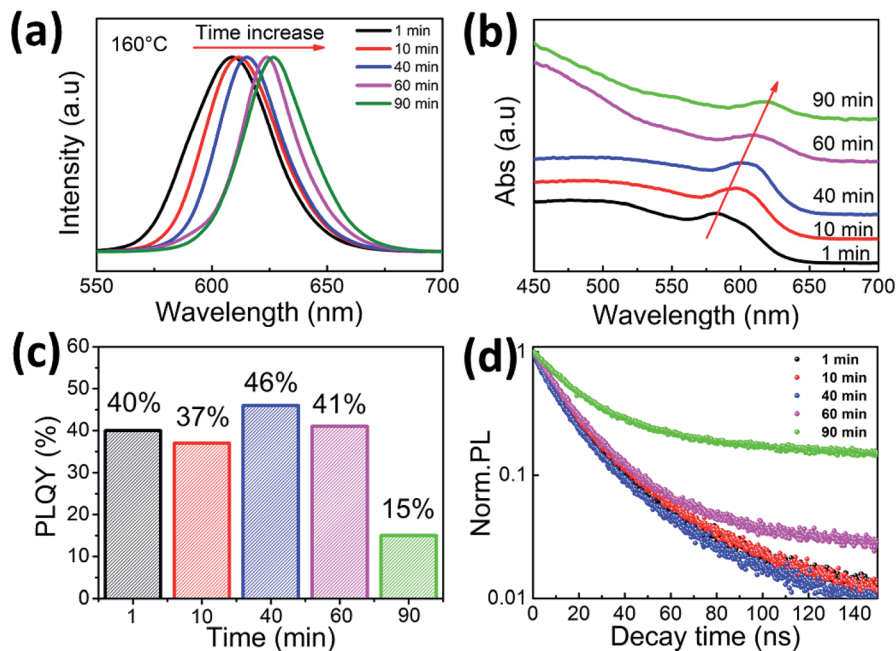 (a)
160°C
Time increase
1 min
10 min
40 min
60 min
90 min
Intensity (a.u)
550
600
650
700
Wavelength (nm)
(b)
90 min
60 min
40 min
10 min
1 min
Abs (a.u)
450
500
550
600
650
700
Wavelength (nm)
(c)
60
50
40
30
20
10
0
40%
37%
46%
41%
15%
PLQY (%)
1
10
40
60
90
Time (min)
(d)
1
0.1
0.01
1 min
10 min
40 min
60 min
90 min
Norm.PL
0
20
40
60
80
100
120
140
Decay time (ns)